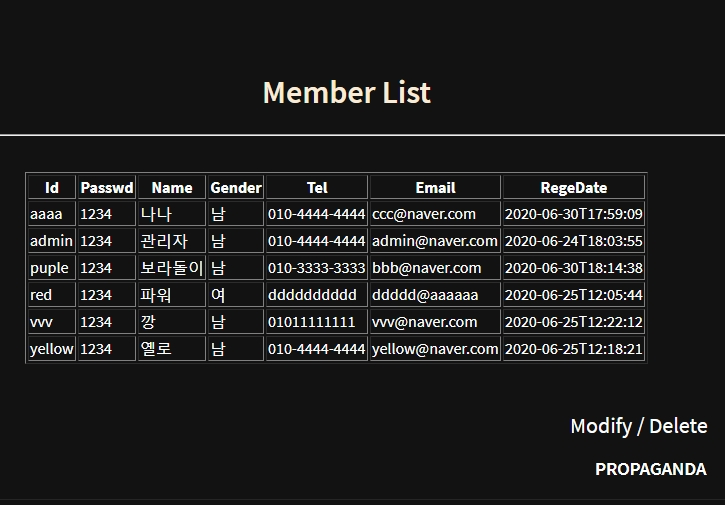 Member List
Id Passwd Name Gender Tel Email RegeDate
aaaa 1234 나나 남 010-4444-4444 ccc@naver.com 2020-06-30T17:59:09
admin 1234 관리자 남 010-4444-4444 admin@naver.com 2020-06-24T18:03:55
puple 1234 보라돌이 남 010-3333-3333 bbb@naver.com 2020-06-30T18:14:38
red 1234 파워 여 dddddddddd ddddd@aaaaaa 2020-06-25T12:05:44
vvv 1234 깡 남 01011111111 vvv@naver.com 2020-06-25T12:22:12
yellow 1234 옐로 남 010-4444-4444 yellow@naver.com 2020-06-25T12:18:21
Modify / Delete
PROPAGANDA